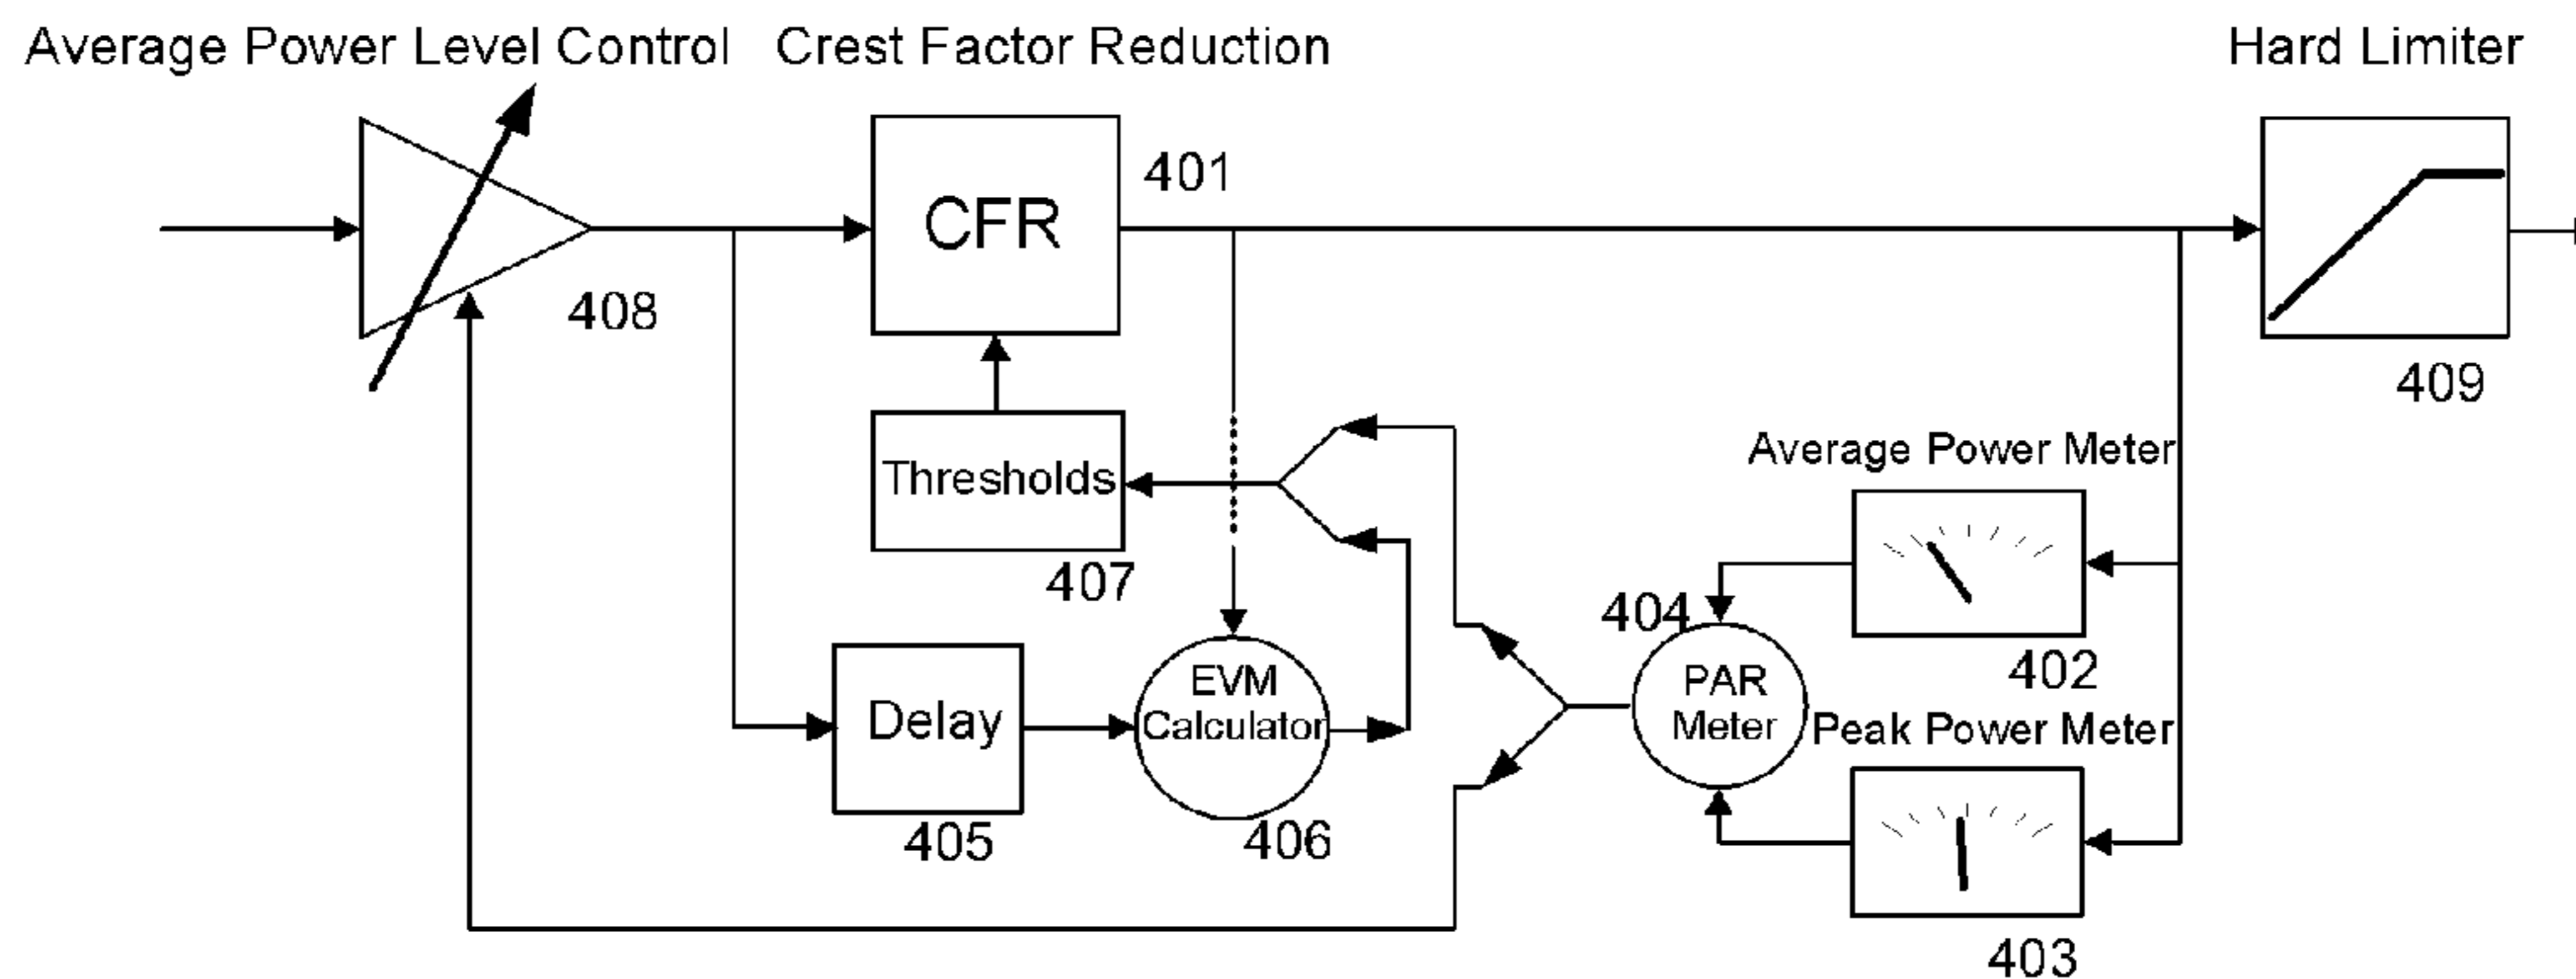 Average Power Level Control
Crest Factor Reduction
Hard Limiter
CFR
401
408
409
Thresholds
407
Average Power Meter
402
404
PAR
Meter
Peak Power Meter
403
Delay
405
EVM
Calculator
406